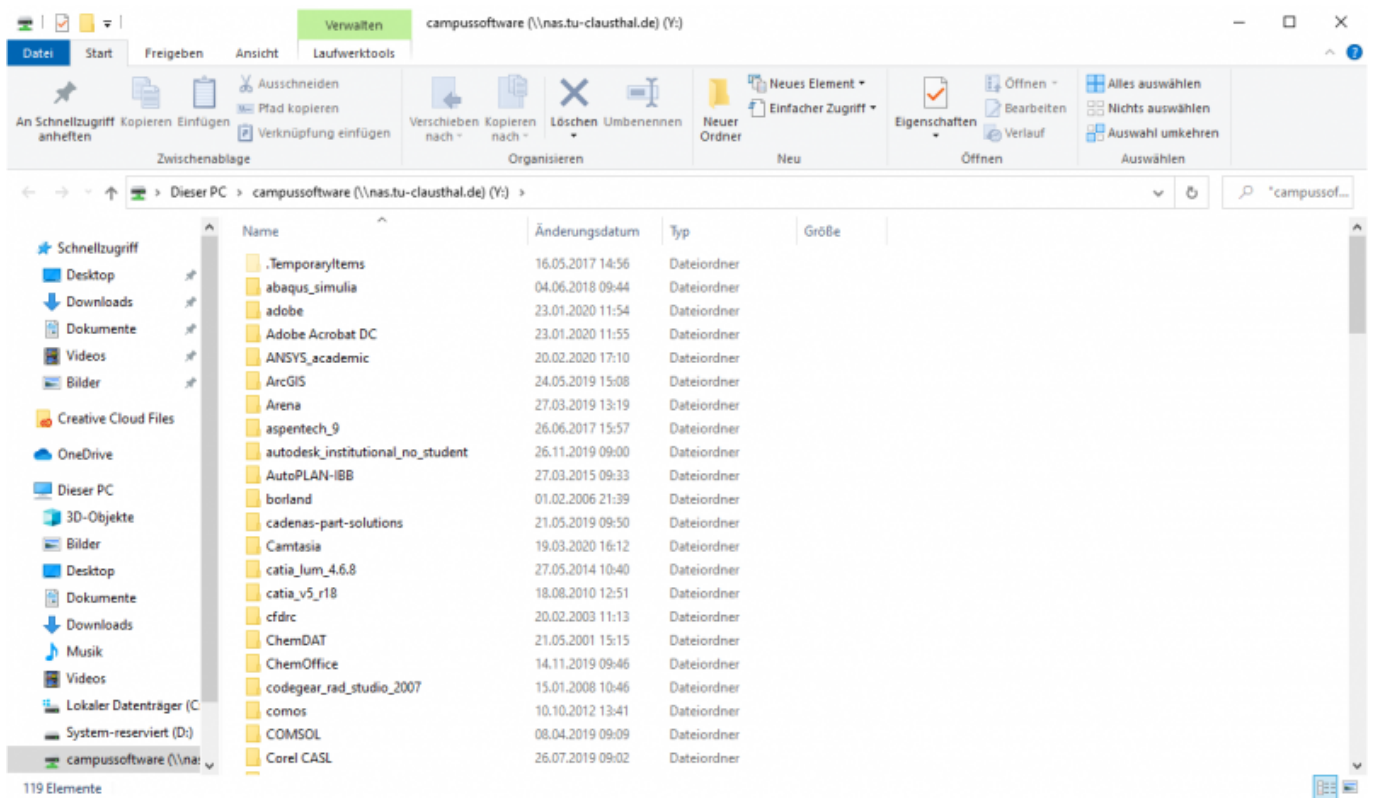 Verwalten campussoftware (\\nas.tu-clausthal.de) (Y:)
Datei Start Freigeben Ansicht Laufwerktools
An Schnellzugriff anheften
Kopieren
Einfügen
Ausschneiden
Pfad kopieren
Verknüpfung einfügen
Zwischenablage
Verschieben nach
Kopieren nach
Löschen
Umbenennen
Organisieren
Neuer Ordner
Neues Element
Einfacher Zugriff
Neu
Eigenschaften
Öffnen
Bearbeiten
Verlauf
Öffnen
Alles auswählen
Nichts auswählen
Auswahl umkehren
Auswählen
Dieser PC > campussoftware (\\nas.tu-clausthal.de) (Y:) >
"campussof...
Schnellzugriff
Desktop
Downloads
Dokumente
Videos
Bilder
Creative Cloud Files
OneDrive
Dieser PC
3D-Objekte
Bilder
Desktop
Dokumente
Downloads
Musik
Videos
Lokaler Datenträger (C
System-reserviert (D:)
campussoftware (\\nas
Name Änderungsdatum Typ Größe
.TemporaryItems 16.05.2017 14:56 Dateiordner
abaqus_simulia 04.06.2018 09:44 Dateiordner
adobe 23.01.2020 11:54 Dateiordner
Adobe Acrobat DC 23.01.2020 11:55 Dateiordner
ANSYS_academic 20.02.2020 17:10 Dateiordner
ArcGIS 24.05.2019 15:08 Dateiordner
Arena 27.03.2019 13:19 Dateiordner
aspentech_9 26.06.2017 15:57 Dateiordner
autodesk_institutional_no_student 26.11.2019 09:00 Dateiordner
AutoPLAN-IBB 27.03.2015 09:33 Dateiordner
borland 01.02.2006 21:39 Dateiordner
cadenas-part-solutions 21.05.2019 09:50 Dateiordner
Camtasia 19.03.2020 16:12 Dateiordner
catia_lum_4.6.8 27.05.2014 10:40 Dateiordner
catia_v5_r18 18.08.2010 12:51 Dateiordner
cfdrc 20.02.2003 11:13 Dateiordner
ChemDAT 21.05.2001 15:15 Dateiordner
ChemOffice 14.11.2019 09:46 Dateiordner
codegear_rad_studio_2007 15.01.2008 10:46 Dateiordner
comos 10.10.2012 13:41 Dateiordner
COMSOL 08.04.2019 09:09 Dateiordner
Corel CASL 26.07.2019 09:02 Dateiordner
119 Elemente